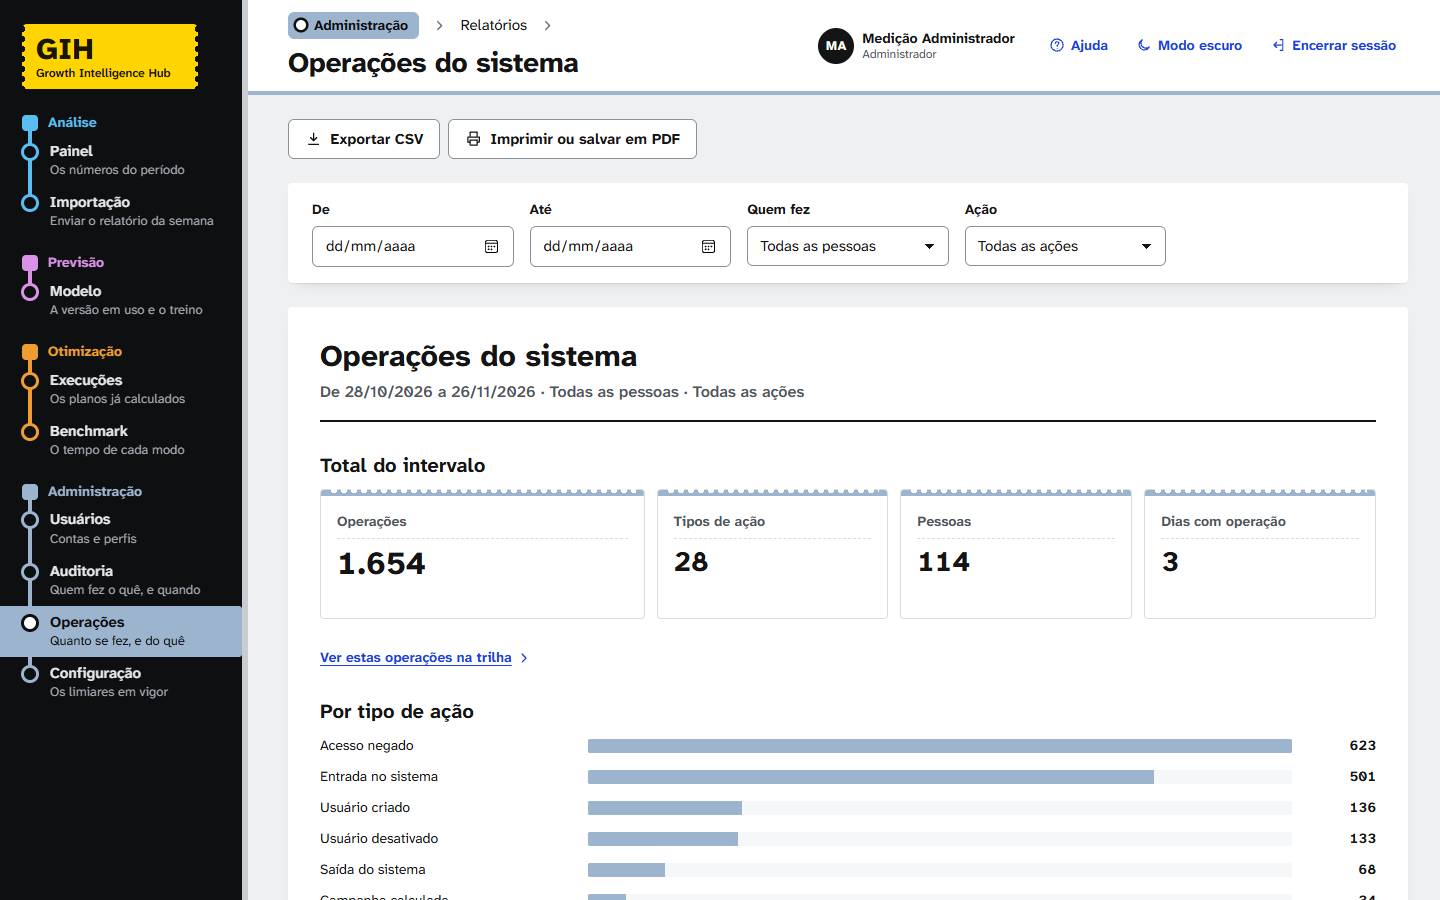 GIH
Growth Intelligence Hub
Análise
Painel
Os números do período
Importação
Enviar o relatório da semana
Previsão
Modelo
A versão em uso e o treino
Otimização
Execuções
Os planos já calculados
Benchmark
O tempo de cada modo
Administração
Usuários
Contas e perfis
Auditoria
Quem fez o quê, e quando
Operações
Quanto se fez, e do quê
Configuração
Os limiares em vigor
Administração Relatórios
Operações do sistema
MA
Medição Administrador
Administrador
Ajuda
Modo escuro
Encerrar sessão
Exportar CSV
Imprimir ou salvar em PDF
De
dd/mm/aaaa
Até
dd/mm/aaaa
Quem fez
Todas as pessoas
Ação
Todas as ações
Operações do sistema
De 28/10/2026 a 26/11/2026 · Todas as pessoas · Todas as ações
Total do intervalo
Operações
1.654
Tipos de ação
28
Pessoas
114
Dias com operação
3
Ver estas operações na trilha
Por tipo de ação
Acesso negado 623
Entrada no sistema 501
Usuário criado 136
Usuário desativado 133
Saída do sistema 68